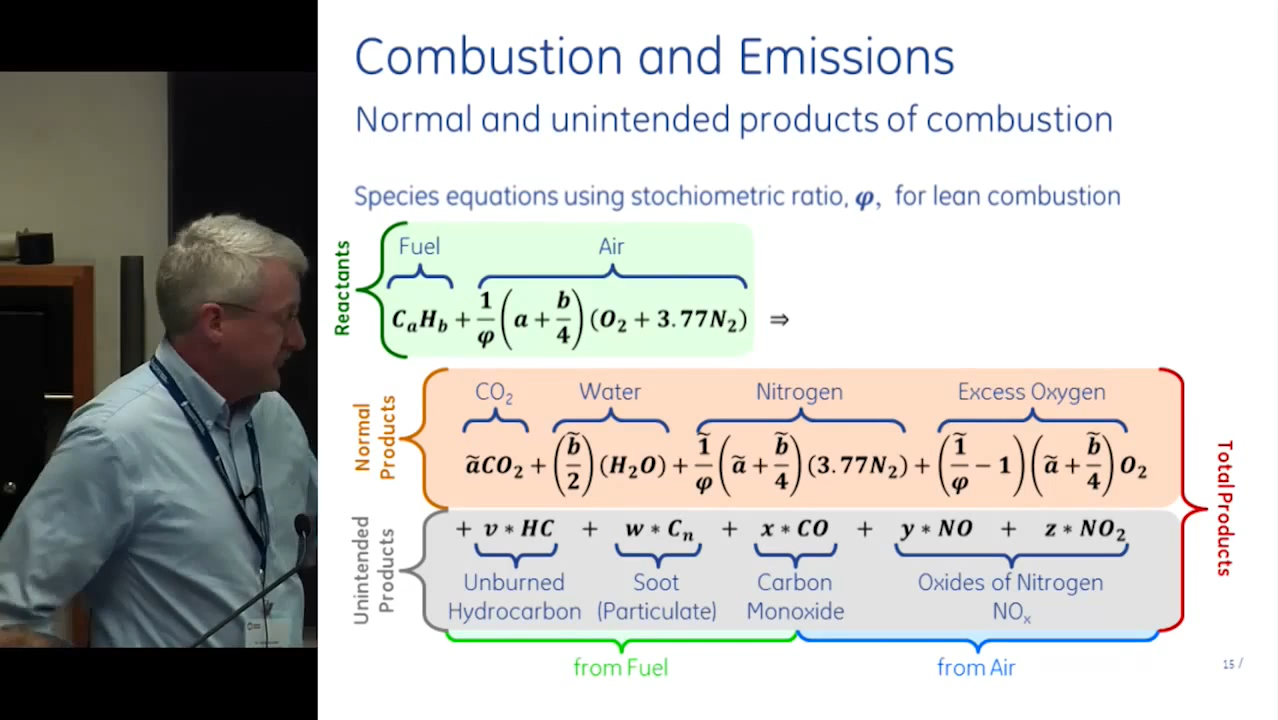 Combustion and Emissions
Normal and unintended products of combustion
Species equations using stochiometric ratio, φ, for lean combustion
Reactants
Fuel Air
CₐH_b + 1/φ (a + b/4) (O₂ + 3.77N₂) ⇒
Normal Products
CO₂ Water Nitrogen Excess Oxygen
ãCO₂ + (b̃/2) (H₂O) + 1̃/φ (ã + b̃/4) (3.77N₂) + (1̃/φ − 1) (ã + b̃/4) O₂
Total Products
Unintended Products
+ v * HC + w * Cₙ + x * CO + y * NO + z * NO₂
Unburned Hydrocarbon
Soot (Particulate)
Carbon Monoxide
Oxides of Nitrogen NOₓ
from Fuel from Air
15 /